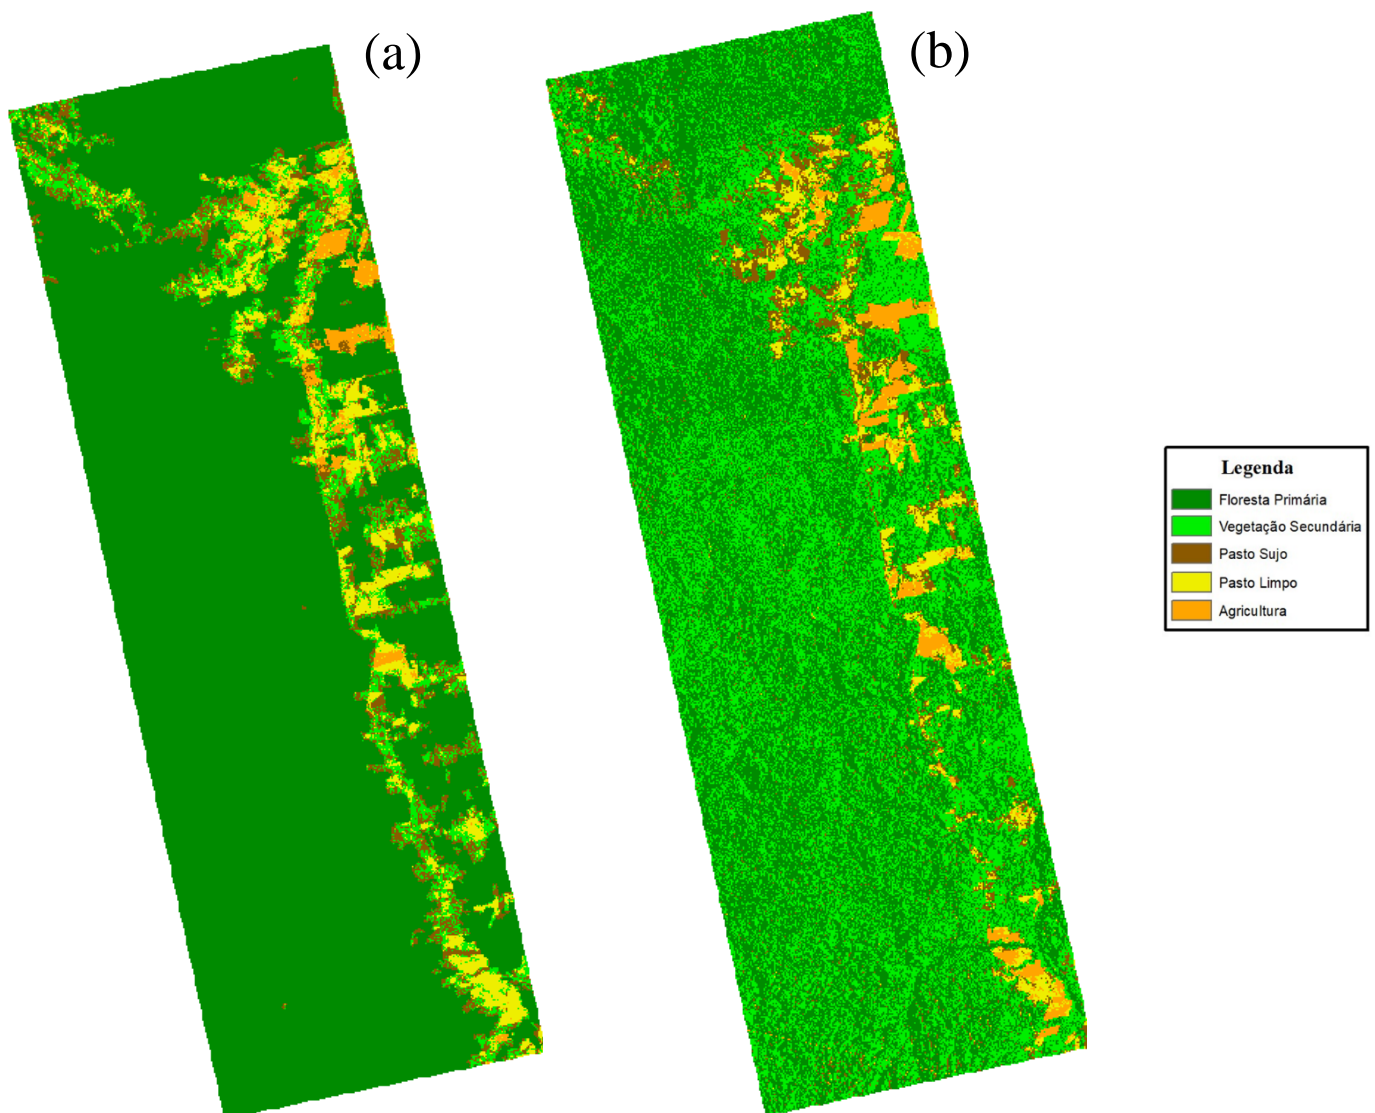 (a)
(b)
Legenda
Floresta Primária
Vegetação Secundária
Pasto Sujo
Pasto Limpo
Agricultura